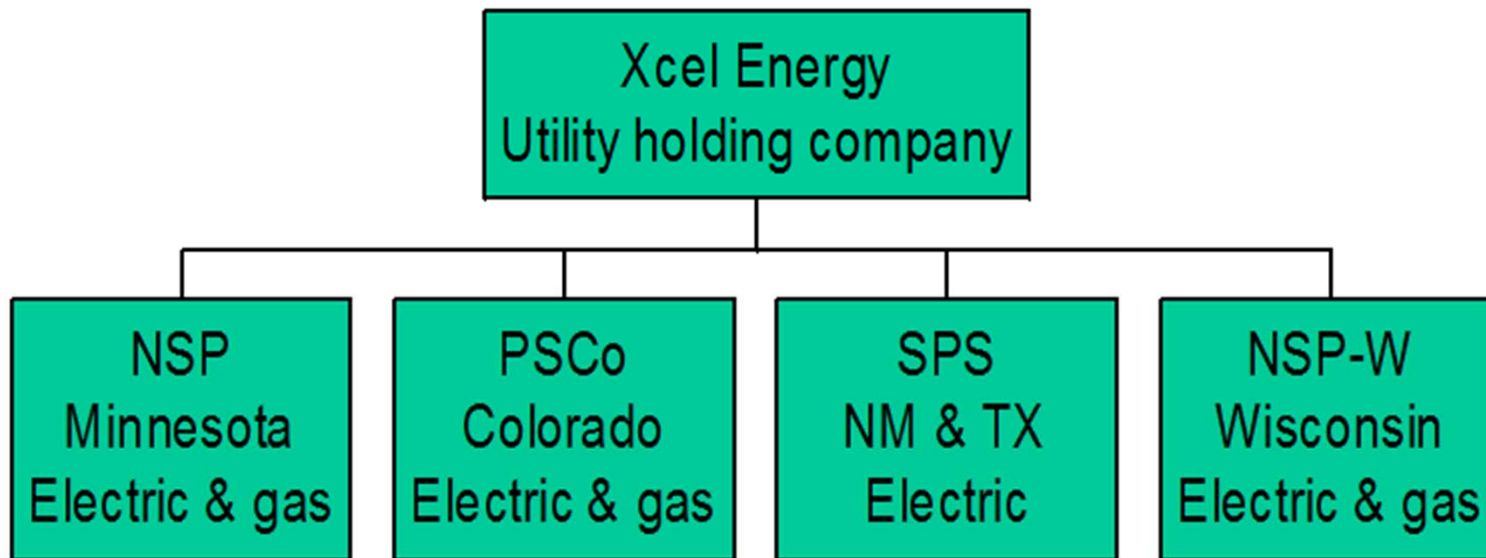 Xcel Energy
Utility holding company
NSP
Minnesota
Electric & gas
PSCo
Colorado
Electric & gas
SPS
NM & TX
Electric
NSP-W
Wisconsin
Electric & gas